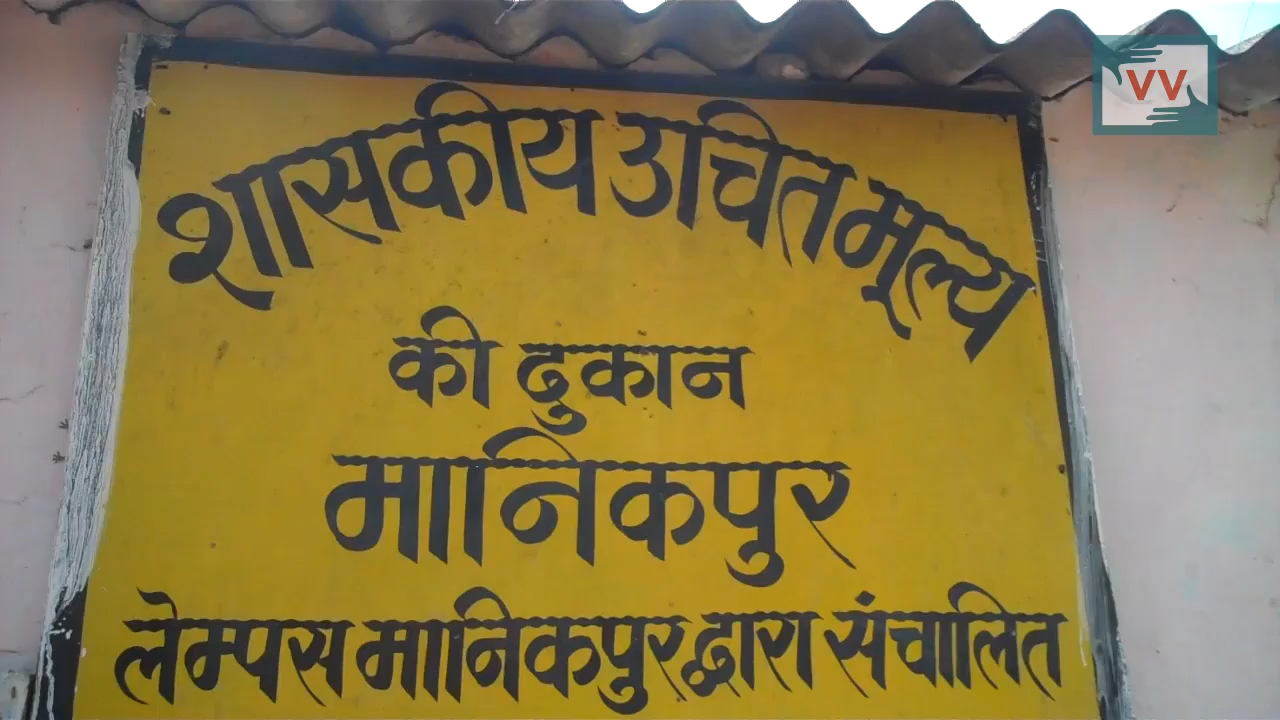 शासकीय उचित मूल्य
की दुकान
मानिकपुर
लेम्पस मानिकपुर द्वारा संचालित
VV